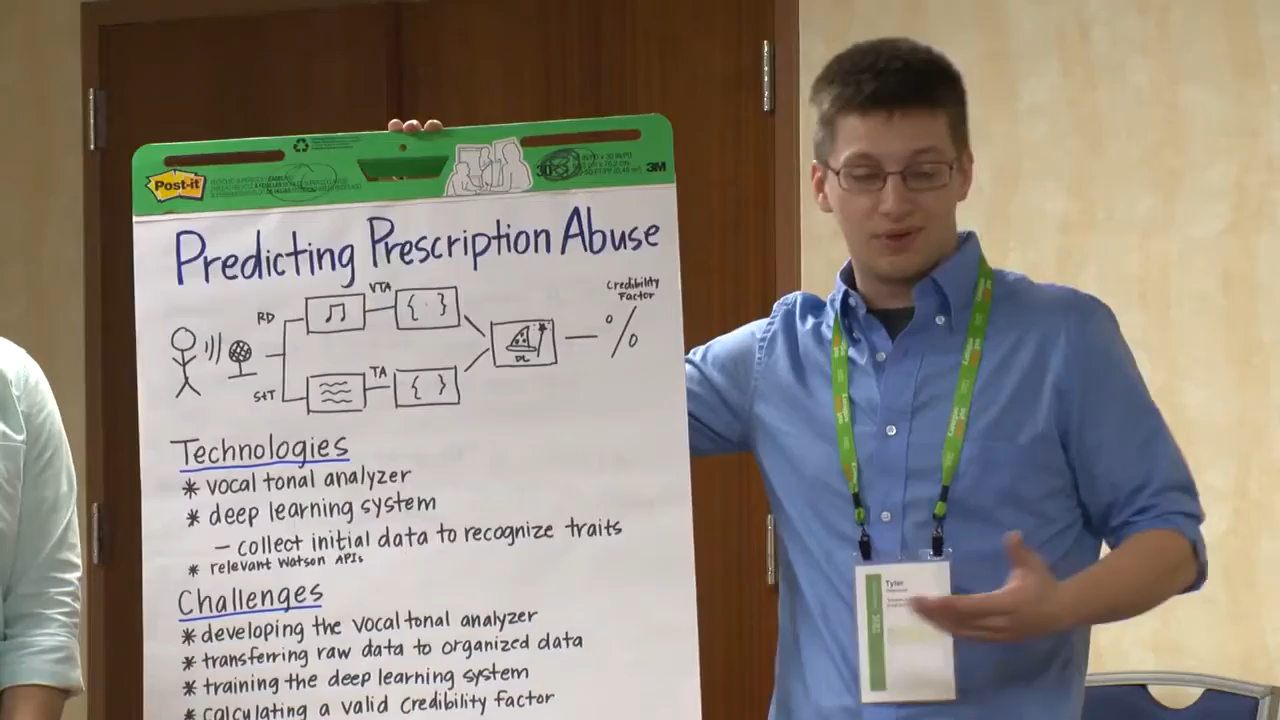 Post-it
3M
Predicting Prescription Abuse
VTA
Credibility
Factor
RD
{ · }
%
DL
S+T
TA
{ }
Technologies
* vocal tonal analyzer
* deep learning system
– collect initial data to recognize traits
* relevant Watson APIs
Challenges
* developing the vocal tonal analyzer
* transferring raw data to organized data
* training the deep learning system
* calculating a valid Credibility factor
Tyler